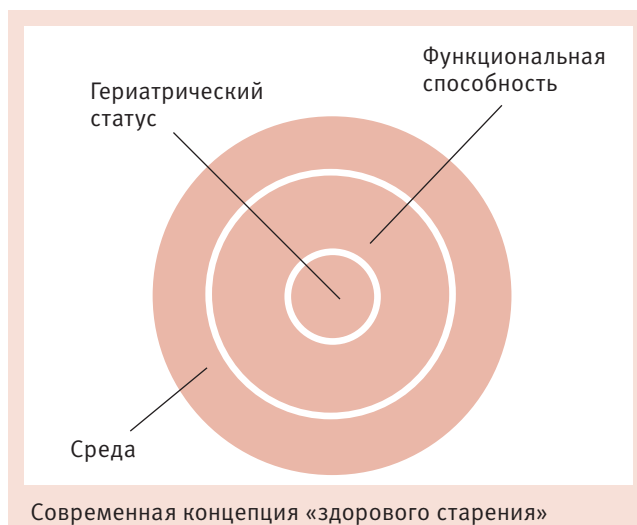 Функциональная
способность
Гериатрический
статус
Среда
Современная концепция «здорового старения»